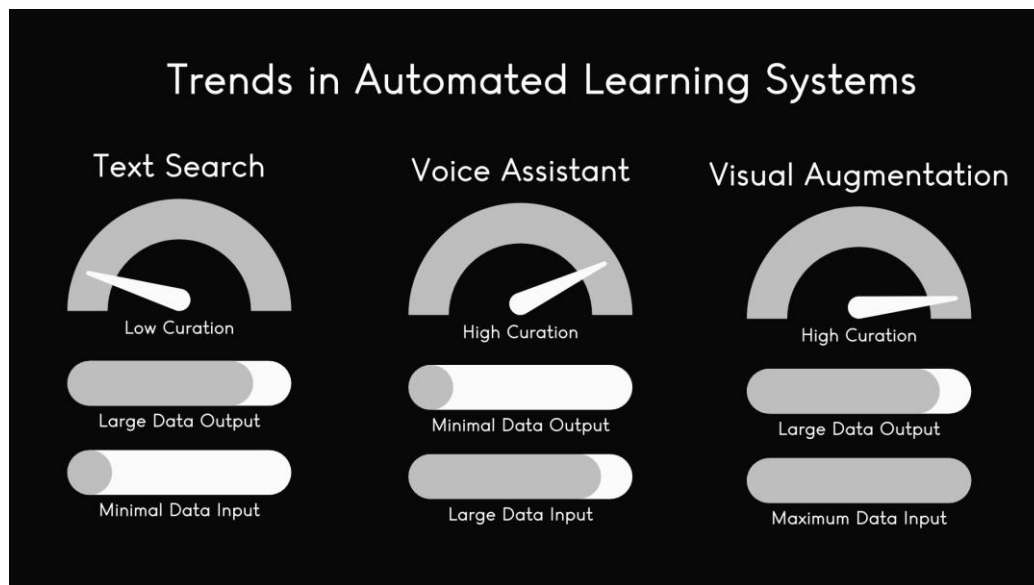 Trends in Automated Learning Systems
Text Search
Low Curation
Large Data Output
Minimal Data Input
Voice Assistant
High Curation
Minimal Data Output
Large Data Input
Visual Augmentation
High Curation
Large Data Output
Maximum Data Input